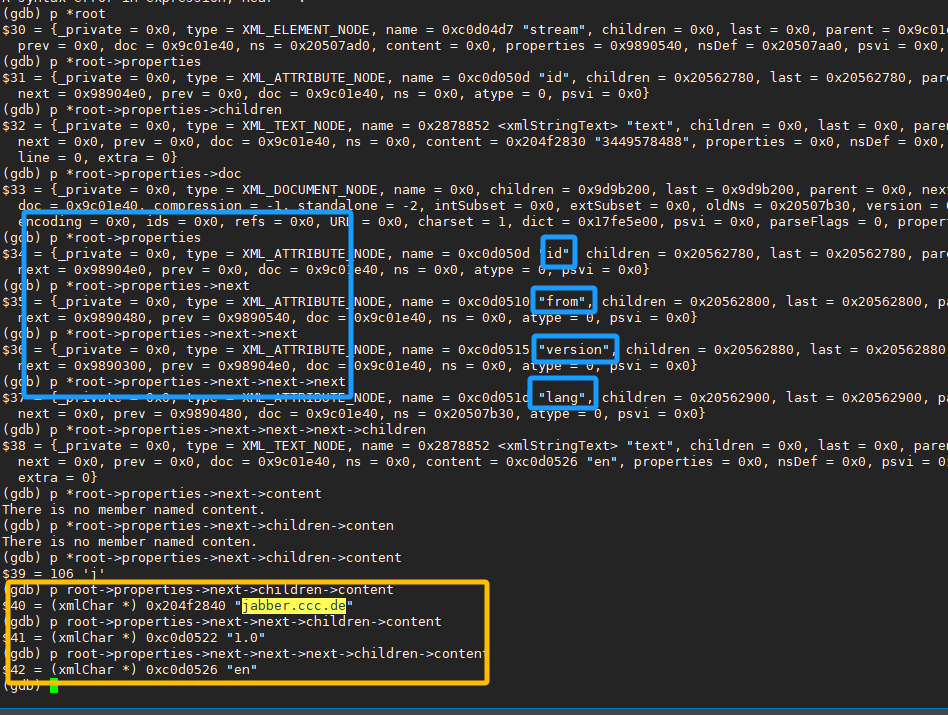 (gdb) p *root
$30 = {_private = 0x0, type = XML_ELEMENT_NODE, name = 0xc0d04d7 "stream", children = 0x0, last = 0x0, parent = 0x9c01
prev = 0x0, doc = 0x9c01e40, ns = 0x20507ad0, content = 0x0, properties = 0x9890540, nsDef = 0x20507aa0, psvi = 0x0,
(gdb) p *root->properties
$31 = {_private = 0x0, type = XML_ATTRIBUTE_NODE, name = 0xc0d050d "id", children = 0x20562780, last = 0x20562780, par
next = 0x98904e0, prev = 0x0, doc = 0x9c01e40, ns = 0x0, atype = 0, psvi = 0x0}
(gdb) p *root->properties->children
$32 = {_private = 0x0, type = XML_TEXT_NODE, name = 0x2878852 <xmlStringText> "text", children = 0x0, last = 0x0, par
next = 0x0, prev = 0x0, doc = 0x9c01e40, ns = 0x0, content = 0x204f2830 "3449578488", properties = 0x0, nsDef = 0x0,
line = 0, extra = 0}
(gdb) p *root->properties->doc
$33 = {_private = 0x0, type = XML_DOCUMENT_NODE, name = 0x0, children = 0x9d9b200, last = 0x9d9b200, parent = 0x0, nex
doc = 0x9c01e40, compression = -1, standalone = -2, intSubset = 0x0, extSubset = 0x0, oldNs = 0x20507b30, version =
encoding = 0x0, ids = 0x0, refs = 0x0, URL = 0x0, charset = 1, dict = 0x17fe5e00, psvi = 0x0, parseFlags = 0, proper
(gdb) p *root->properties
$34 = {_private = 0x0, type = XML_ATTRIBUTE_NODE, name = 0xc0d050d "id", children = 0x20562780, last = 0x20562780, par
next = 0x98904e0, prev = 0x0, doc = 0x9c01e40, ns = 0x0, atype = 0, psvi = 0x0}
(gdb) p *root->properties->next
$35 = {_private = 0x0, type = XML_ATTRIBUTE_NODE, name = 0xc0d0510 "from", children = 0x20562800, last = 0x20562800, p
next = 0x9890480, prev = 0x9890540, doc = 0x9c01e40, ns = 0x0, atype = 0, psvi = 0x0}
(gdb) p *root->properties->next->next
$36 = {_private = 0x0, type = XML_ATTRIBUTE_NODE, name = 0xc0d0515 "version", children = 0x20562880, last = 0x20562880
next = 0x9890300, prev = 0x98904e0, doc = 0x9c01e40, ns = 0x0, atype = 0, psvi = 0x0}
(gdb) p *root->properties->next->next->next
$37 = {_private = 0x0, type = XML_ATTRIBUTE_NODE, name = 0xc0d051d "lang", children = 0x20562900, last = 0x20562900, p
next = 0x0, prev = 0x9890480, doc = 0x9c01e40, ns = 0x20507b30, atype = 0, psvi = 0x0}
(gdb) p *root->properties->next->next->next->children
$38 = {_private = 0x0, type = XML_TEXT_NODE, name = 0x2878852 <xmlStringText> "text", children = 0x0, last = 0x0, par
next = 0x0, prev = 0x0, doc = 0x9c01e40, ns = 0x0, content = 0xc0d0526 "en", properties = 0x0, nsDef = 0x0, psvi = 0x
extra = 0}
(gdb) p *root->properties->next->content
There is no member named content.
(gdb) p *root->properties->next->children->conten
There is no member named conten.
(gdb) p *root->properties->next->children->content
$39 = 106 'j'
(gdb) p root->properties->next->children->content
$40 = (xmlChar *) 0x204f2840 "jabber.ccc.de"
(gdb) p root->properties->next->next->children->content
$41 = (xmlChar *) 0xc0d0522 "1.0"
(gdb) p root->properties->next->next->next->children->content
$42 = (xmlChar *) 0xc0d0526 "en"
(gdb)